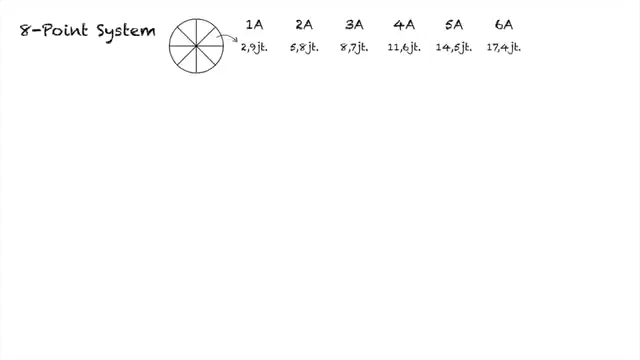 8-Point System
1A 2A 3A 4A 5A 6A
2,9jt. 5,8jt. 8,7jt. 11,6jt. 14,5jt. 17,4jt.